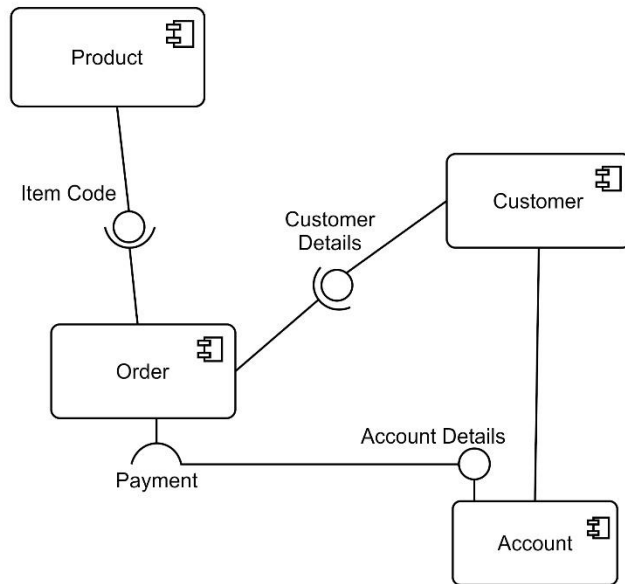 Product
Item Code
Customer
Customer
Details
Order
Account Details
Payment
Account